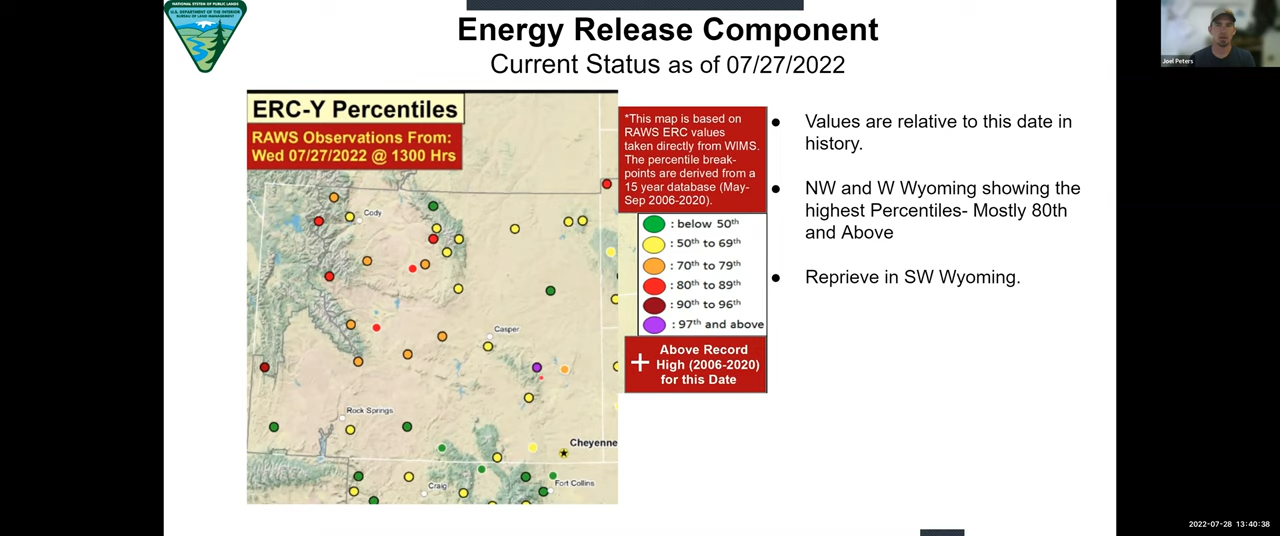 NATIONAL SYSTEM OF PUBLIC LANDS
U.S. DEPARTMENT OF THE INTERIOR
BUREAU OF LAND MANAGEMENT
Energy Release Component
Current Status as of 07/27/2022
Joel Peters
ERC-Y Percentiles
RAWS Observations From:
Wed 07/27/2022 @ 1300 Hrs
Cody
Casper
Rock Springs
Cheyenne
Craig
Fort Collins
*This map is based on
RAWS ERC values
taken directly from WIMS.
The percentile break-
points are derived from a
15 year database (May-
Sep 2006-2020).
: below 50th
: 50th to 69th
: 70th to 79th
: 80th to 89th
: 90th to 96th
: 97th and above
+ Above Record
High (2006-2020)
for this Date
● Values are relative to this date in
history.
● NW and W Wyoming showing the
highest Percentiles- Mostly 80th
and Above
● Reprieve in SW Wyoming.
2022-07-28 13:40:38